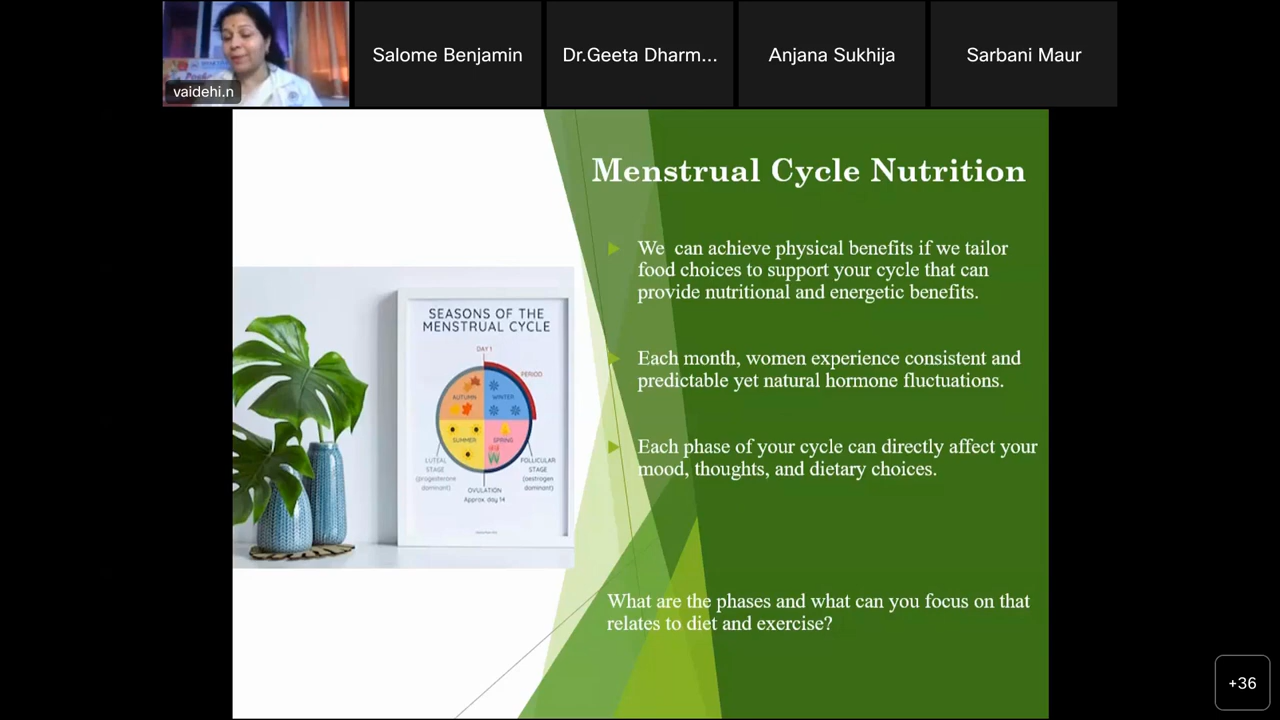 vaidehi.n
Salome Benjamin
Dr.Geeta Dharm...
Anjana Sukhija
Sarbani Maur
Menstrual Cycle Nutrition
We can achieve physical benefits if we tailor
food choices to support your cycle that can
provide nutritional and energetic benefits.
Each month, women experience consistent and
predictable yet natural hormone fluctuations.
Each phase of your cycle can directly affect your
mood, thoughts, and dietary choices.
What are the phases and what can you focus on that
relates to diet and exercise?
SEASONS OF THE
MENSTRUAL CYCLE
DAY 1
PERIOD
AUTUMN
WINTER
SUMMER
SPRING
LUTEAL
STAGE
(progesterone
dominant)
FOLLICULAR
STAGE
(oestrogen
dominant)
OVULATION
Approx. day 14
+36